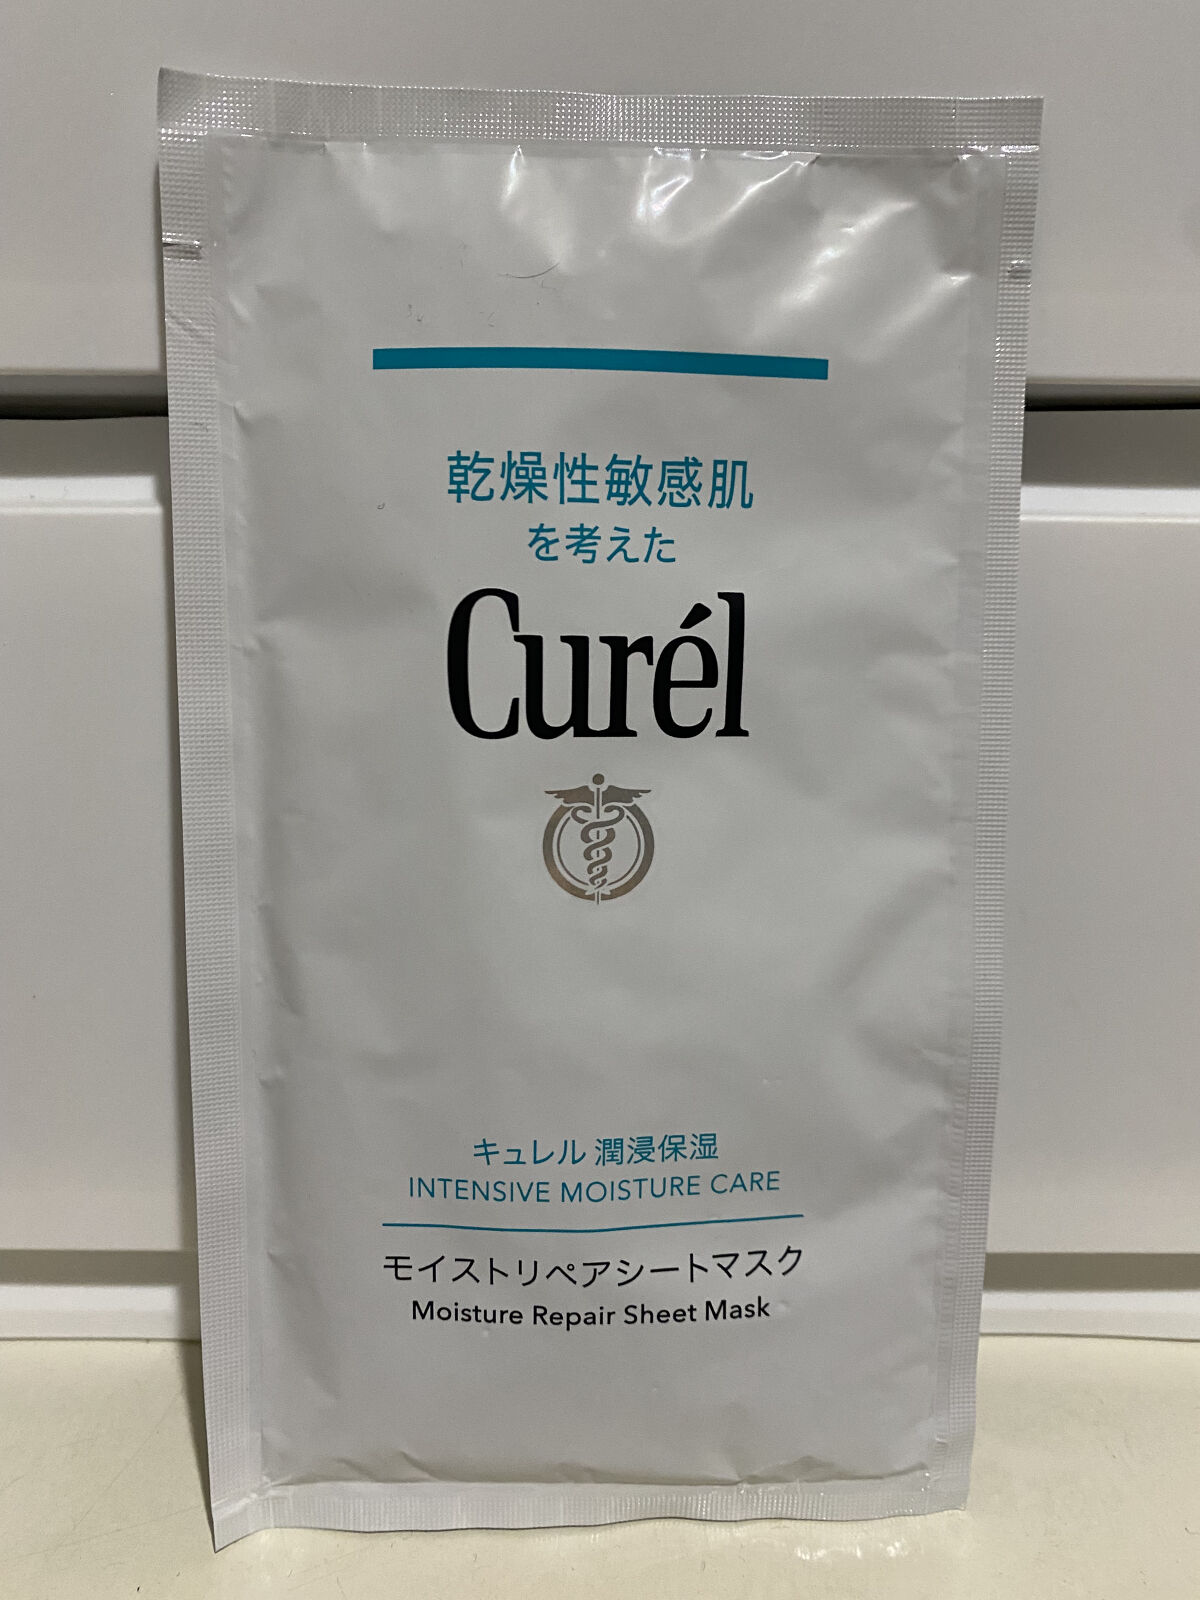 乾燥性敏感肌
を考えた
Curél
キュレル 潤浸保湿
INTENSIVE MOISTURE CARE
モイストリペアシートマスク
Moisture Repair Sheet Mask